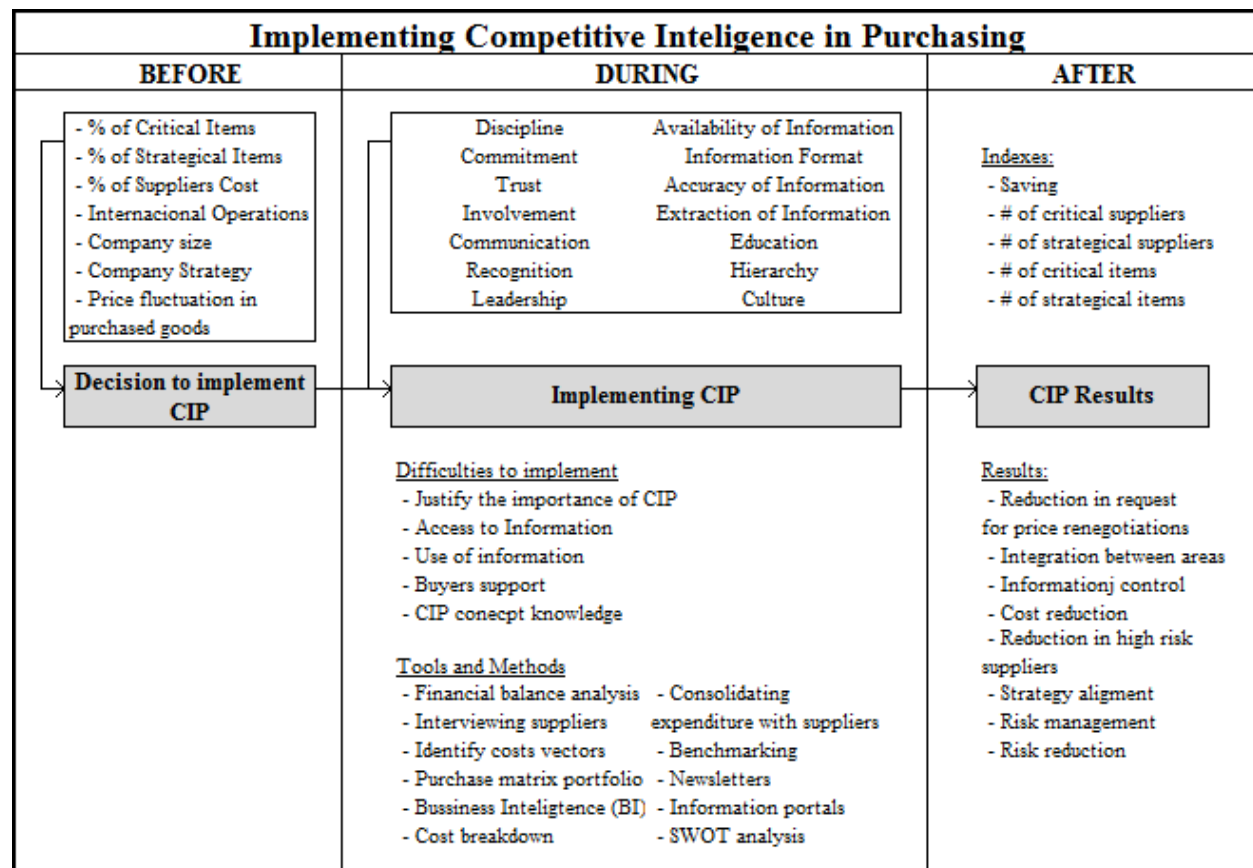 Implementing Competitive Inteligence in Purchasing
BEFORE
DURING
AFTER
- % of Critical Items
- % of Strategical Items
- % of Suppliers Cost
- Internacional Operations
- Company size
- Company Strategy
- Price fluctuation in
purchased goods
Decision to implement
CIP
Discipline
Commitment
Trust
Involvement
Communication
Recognition
Leadership
Availability of Information
Information Format
Accuracy of Information
Extraction of Information
Education
Hierarchy
Culture
Implementing CIP
Difficulties to implement
- Justify the importance of CIP
- Access to Information
- Use of information
- Buyers support
- CIP conecpt knowledge
Tools and Methods
- Financial balance analysis
- Interviewing suppliers
- Identify costs vectors
- Purchase matrix portfolio
- Bussiness Inteligtence (BI)
- Cost breakdown
- Consolidating
expenditure with suppliers
- Benchmarking
- Newsletters
- Information portals
- SWOT analysis
Indexes:
- Saving
- # of critical suppliers
- # of strategical suppliers
- # of critical items
- # of strategical items
CIP Results
Results:
- Reduction in request
for price renegotiations
- Integration between areas
- Informationj control
- Cost reduction
- Reduction in high risk
suppliers
- Strategy aligment
- Risk management
- Risk reduction